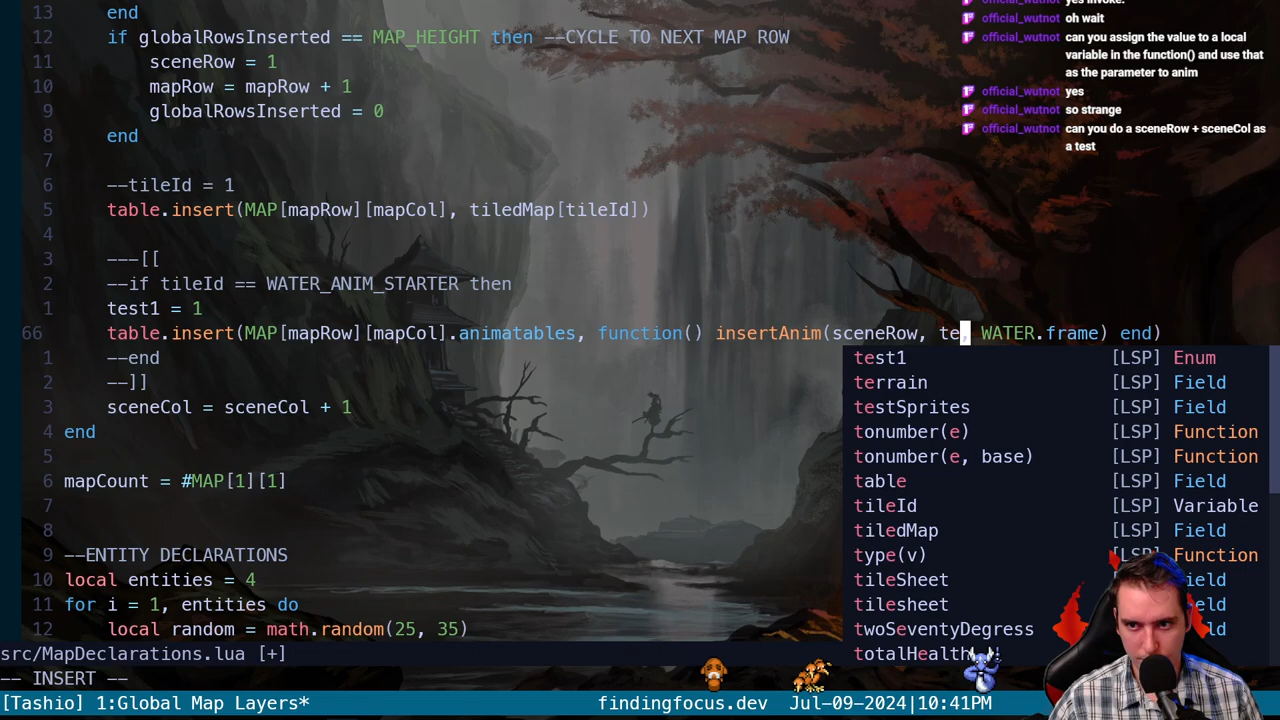 13 end
12 if globalRowsInserted == MAP_HEIGHT then --CYCLE TO NEXT MAP ROW
11 sceneRow = 1
10 mapRow = mapRow + 1
9 globalRowsInserted = 0
8 end
7
6 --tileId = 1
5 table.insert(MAP[mapRow][mapCol], tiledMap[tileId])
4
3 ---[[
2 --if tileId == WATER_ANIM_STARTER then
1 test1 = 1
66 table.insert(MAP[mapRow][mapCol].animatables, function() insertAnim(sceneRow, te, WATER.frame) end)
1 --end
2 --]]
3 sceneCol = sceneCol + 1
4 end
5
6 mapCount = #MAP[1][1]
7
8
9 --ENTITY DECLARATIONS
10 local entities = 4
11 for i = 1, entities do
12 local random = math.random(25, 35)
test1 [LSP] Enum
terrain [LSP] Field
testSprites [LSP] Field
tonumber(e) [LSP] Function
tonumber(e, base) [LSP] Function
table [LSP] Field
tileId [LSP] Variable
tiledMap [LSP] Field
type(v) [LSP] Function
tileSheet
tilesheet
twoSeventyDegress
totalHealth
src/MapDeclarations.lua [+]
-- INSERT --
[Tashio] 1:Global Map Layers* findingfocus.dev Jul-09-2024|10:41PM
official_wutnot oh wait
official_wutnot can you assign the value to a local
variable in the function() and use that
as the parameter to anim
official_wutnot yes
official_wutnot so strange
official_wutnot can you do a sceneRow + sceneCol as
a test